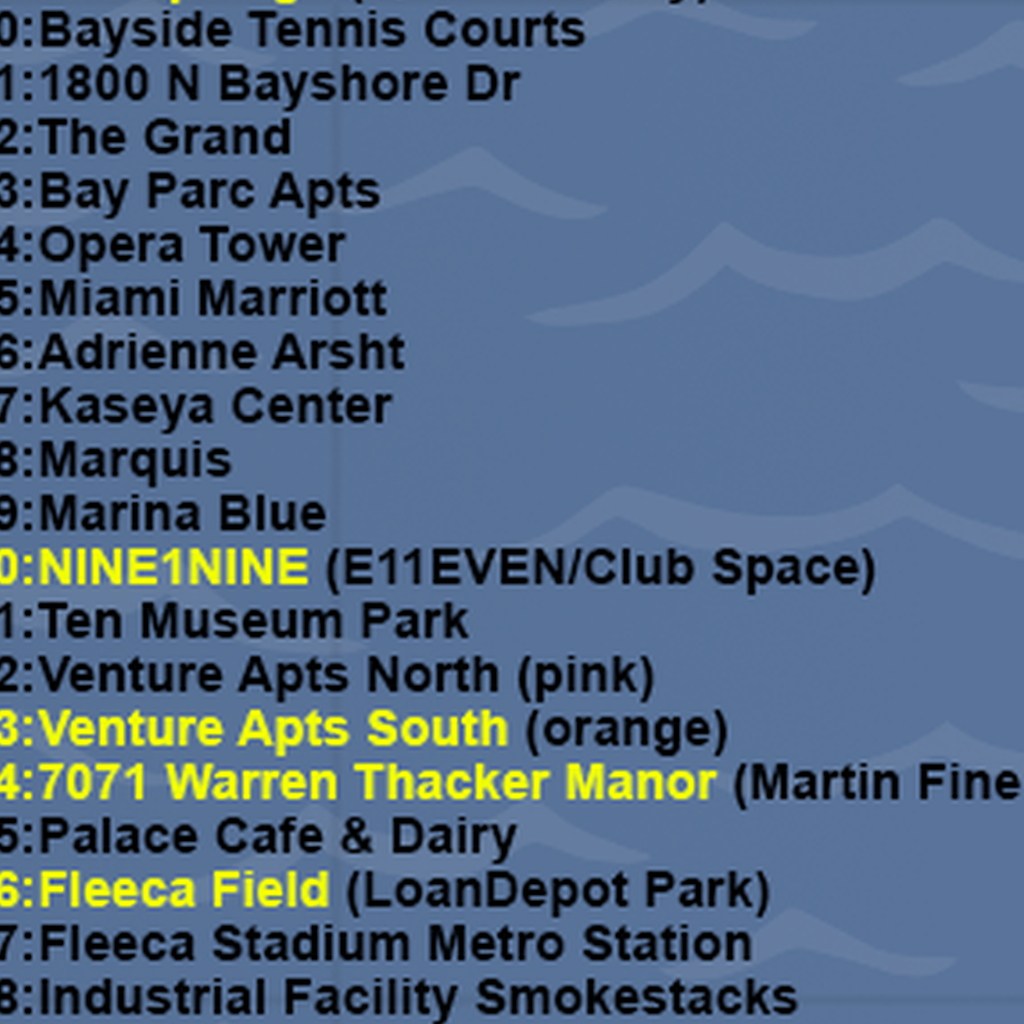 0:Bayside Tennis Courts
1:1800 N Bayshore Dr
2:The Grand
3:Bay Parc Apts
4:Opera Tower
5:Miami Marriott
6:Adrienne Arsht
7:Kaseya Center
8:Marquis
9:Marina Blue
0:NINE1NINE (E11EVEN/Club Space)
1:Ten Museum Park
2:Venture Apts North (pink)
3:Venture Apts South (orange)
4:7071 Warren Thacker Manor (Martin Fine
5:Palace Cafe & Dairy
6:Fleeca Field (LoanDepot Park)
7:Fleeca Stadium Metro Station
8:Industrial Facility Smokestacks